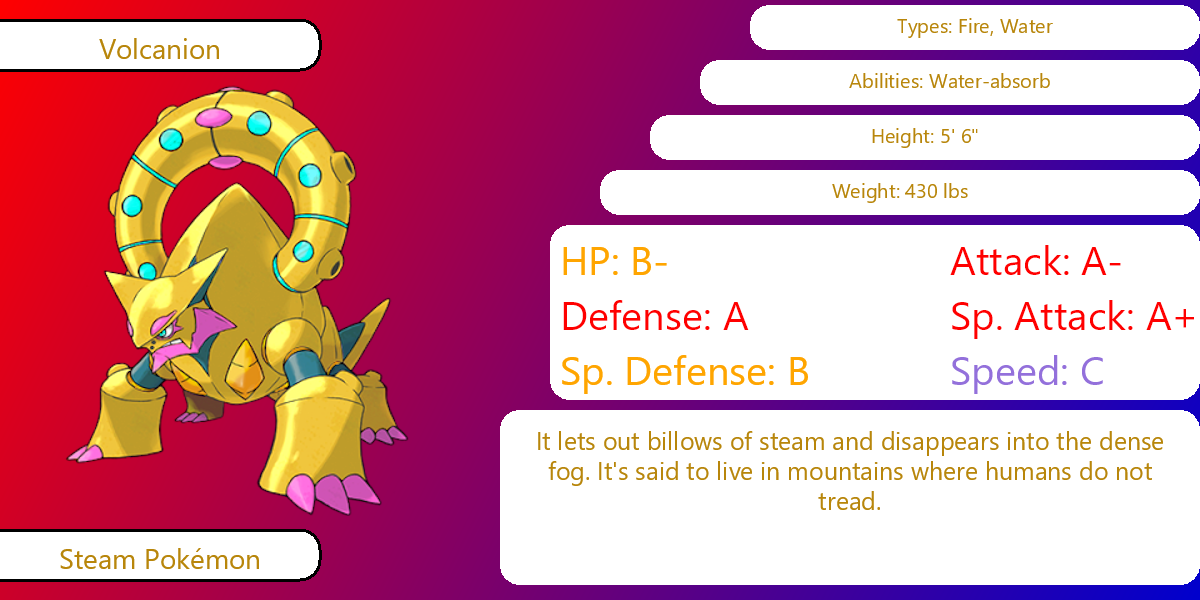 Volcanion
Types: Fire, Water
Abilities: Water-absorb
Height: 5' 6"
Weight: 430 lbs
HP: B-
Attack: A-
Defense: A
Sp. Attack: A+
Sp. Defense: B
Speed: C
It lets out billows of steam and disappears into the dense
fog. It's said to live in mountains where humans do not
tread.
Steam Pokémon